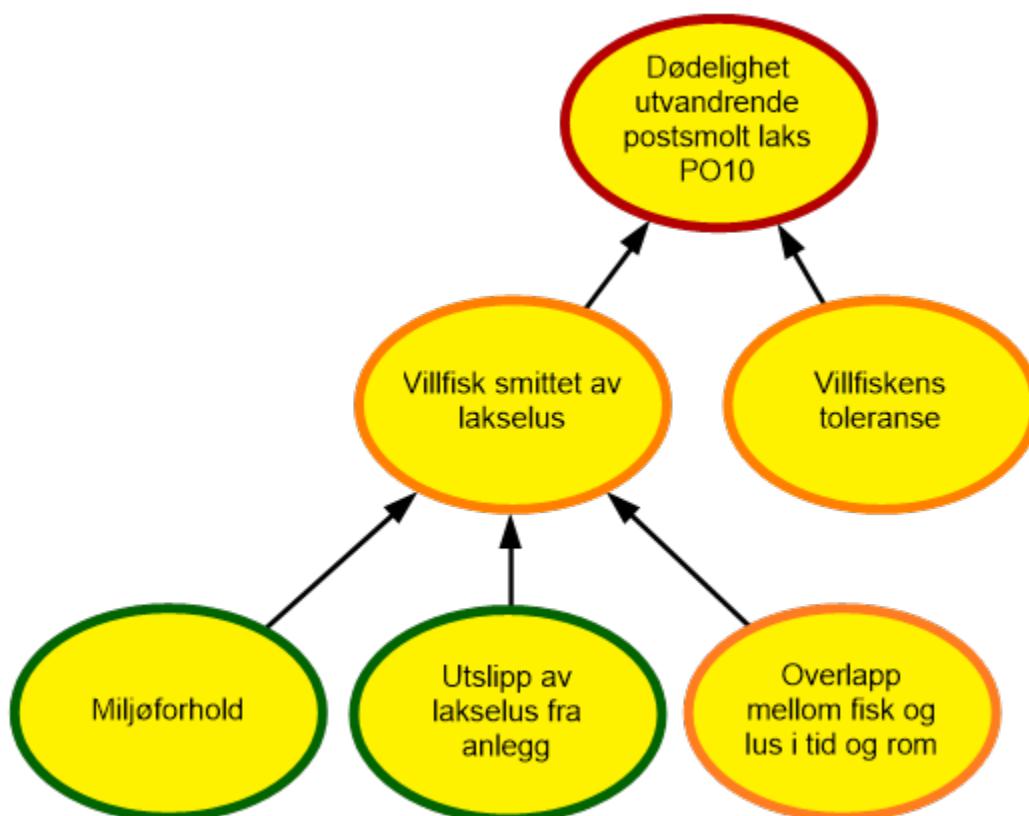 Dødelighet
utvandrende
postsmolt laks
PO10
Villfisk smittet av
lakselus
Villfiskens
toleranse
Miljøforhold
Utslipp av
lakselus fra
anlegg
Overlapp
mellom fisk og
lus i tid og rom